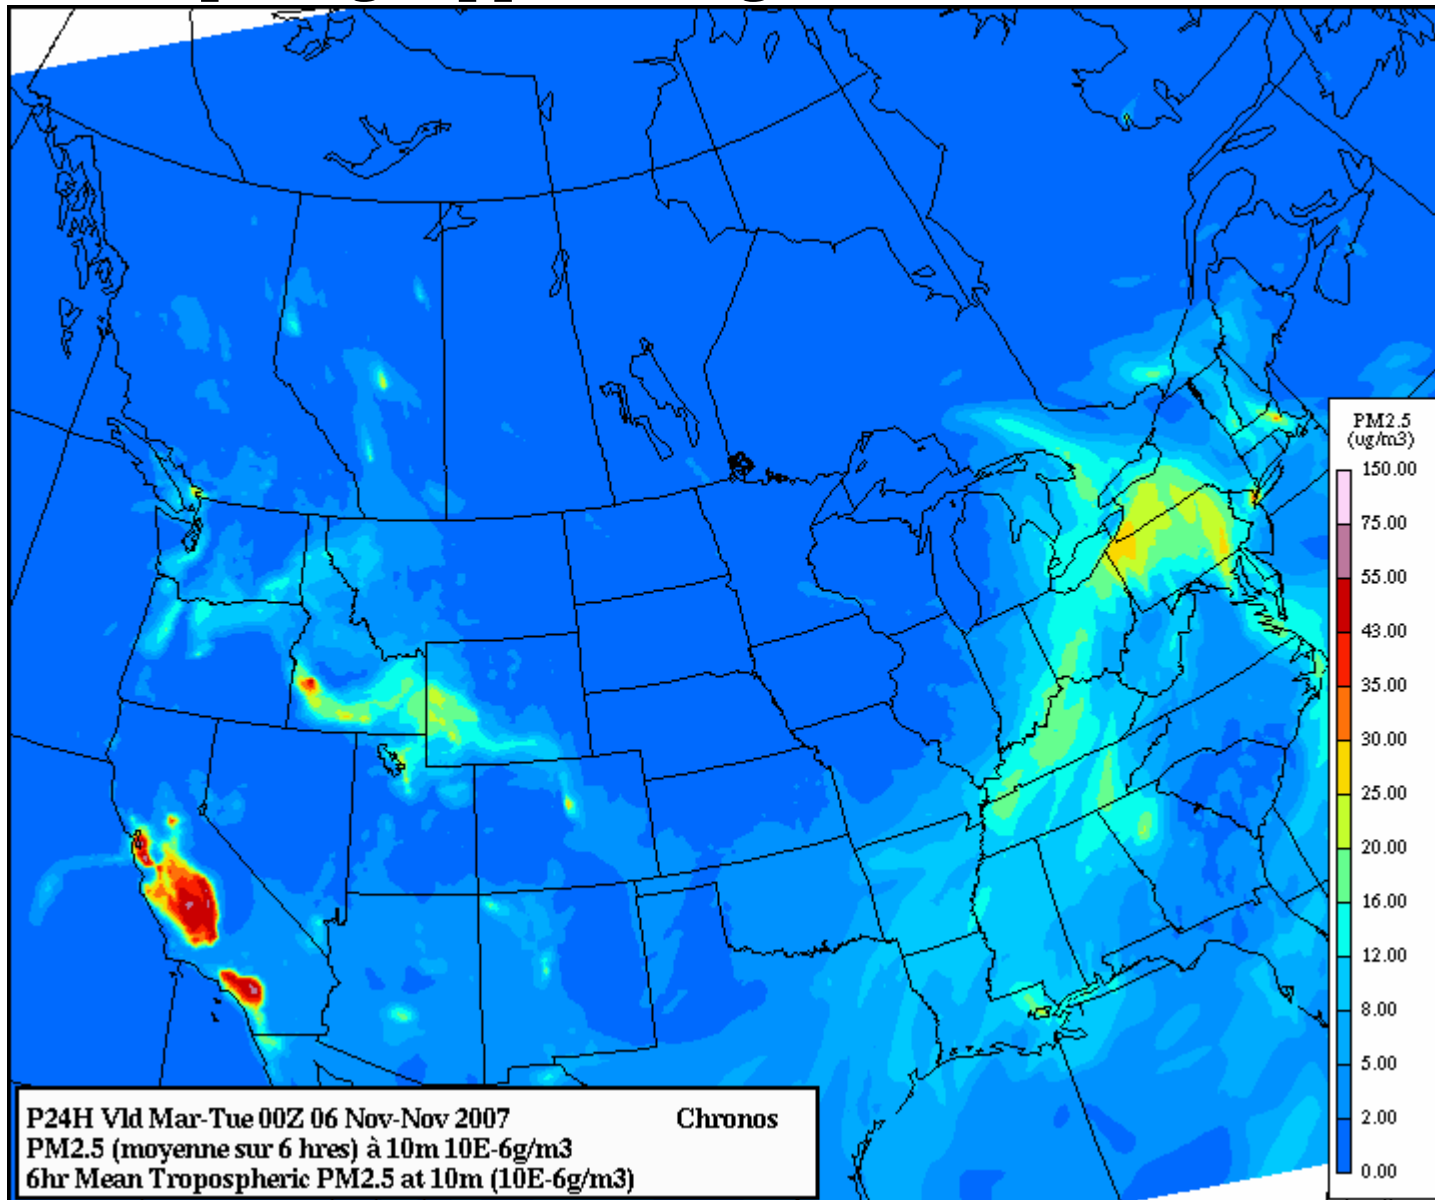 PM2.5
(ug/m3)
150.00
75.00
55.00
43.00
35.00
30.00
25.00
20.00
16.00
12.00
8.00
5.00
2.00
0.00
P24H Vld Mar-Tue 00Z 06 Nov-Nov 2007 Chronos
PM2.5 (moyenne sur 6 hres) à 10m 10E-6g/m3
6hr Mean Tropospheric PM2.5 at 10m (10E-6g/m3)